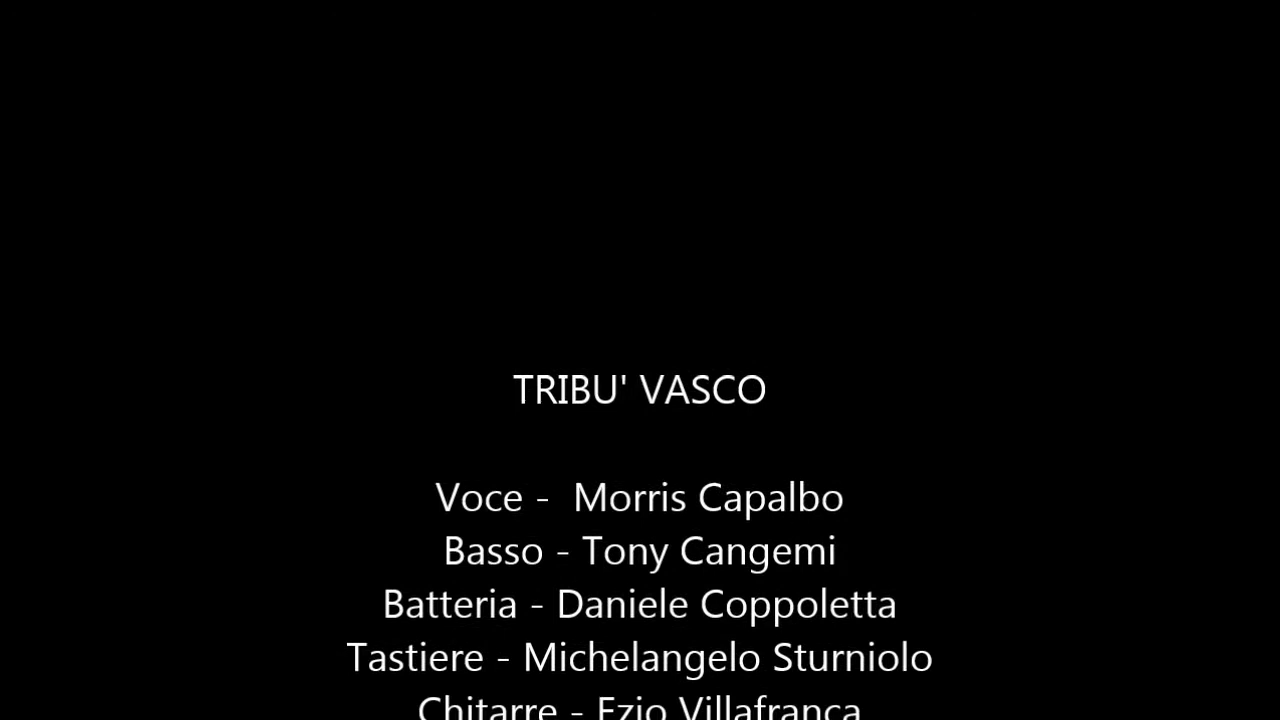 TRIBU' VASCO
Voce -  Morris Capalbo
Basso - Tony Cangemi
Batteria - Daniele Coppoletta
Tastiere - Michelangelo Sturniolo
Chitarre - Ezio Villafranca